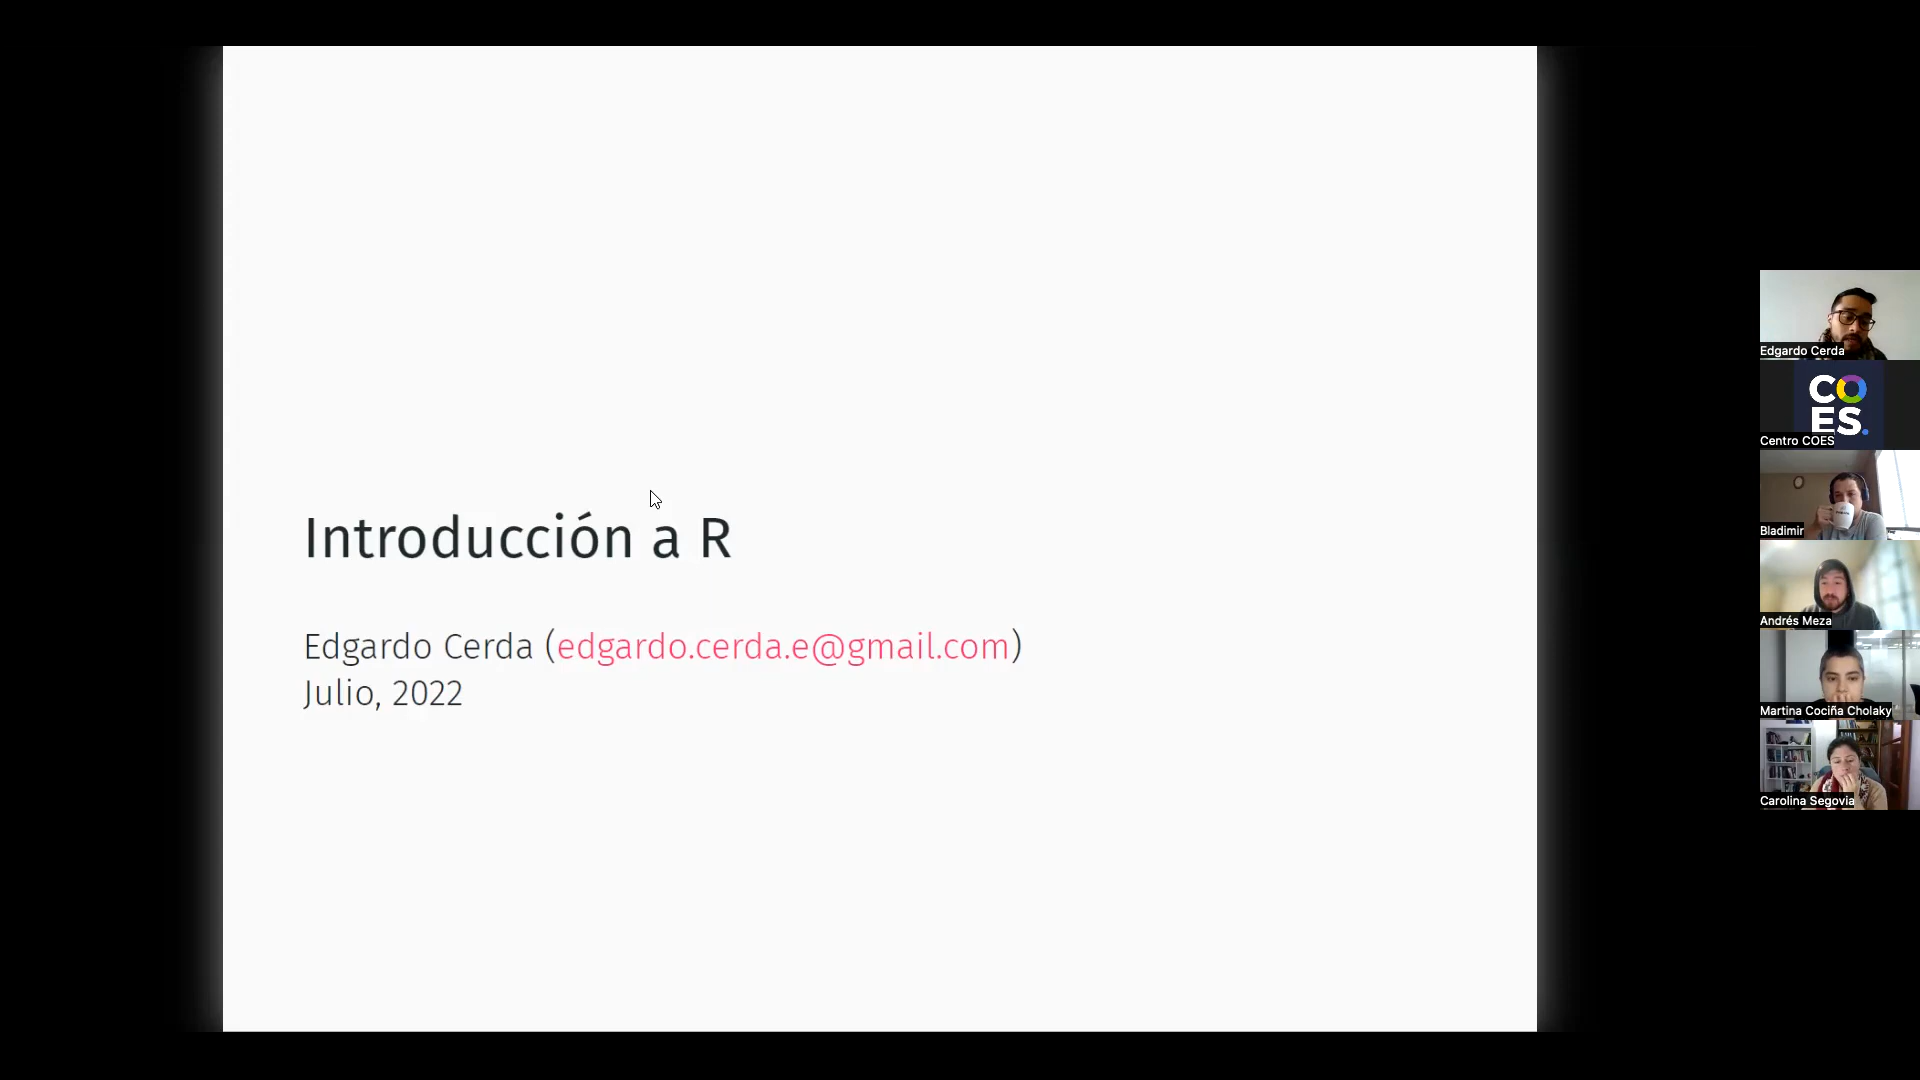 Introducción a R
Edgardo Cerda (edgardo.cerda.e@gmail.com)
Julio, 2022
Edgardo Cerda
CO
ES.
Centro COES
Bladimir
Andrés Meza
Martina Cociña Cholaky
Carolina Segovia